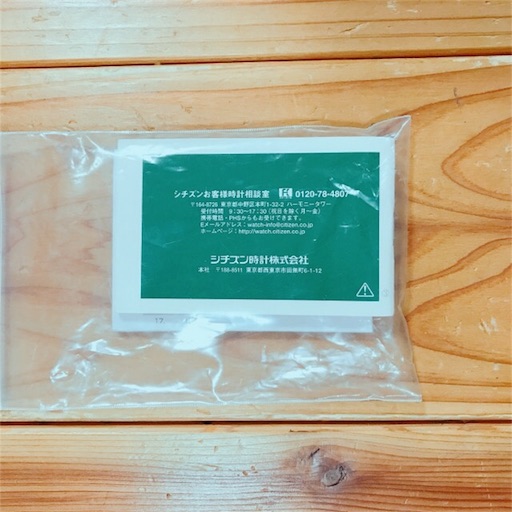 シチズンお客様時計相談室 0120-78-4807
〒164-8728 東京都中野区本町1-32-2 ハーモニータワー
受付時間 9:30～17:30 [祝日を除く月～金]
携帯電話・PHSからもお受けできます。
Eメールアドレス：watch-info@citizen.co.jp
ホームページ：http://watch.citizen.co.jp
シチズン時計株式会社
本社 〒188-8511 東京都西東京市田無町6-1-12